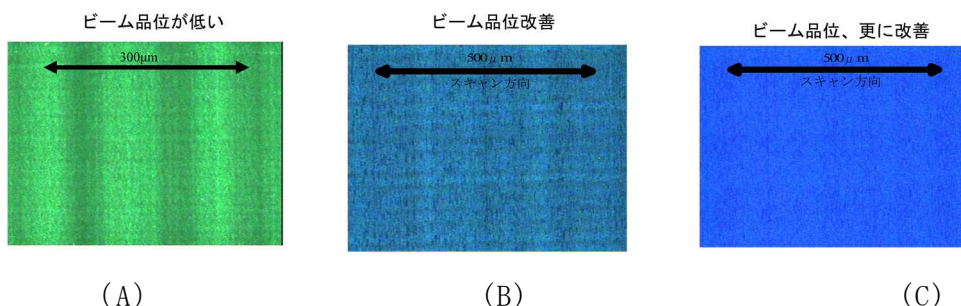 ビーム品位が低い
300μm
(A)
ビーム品位改善
500μm
スキャン方向
(B)
ビーム品位、更に改善
500μm
スキャン方向
(C)